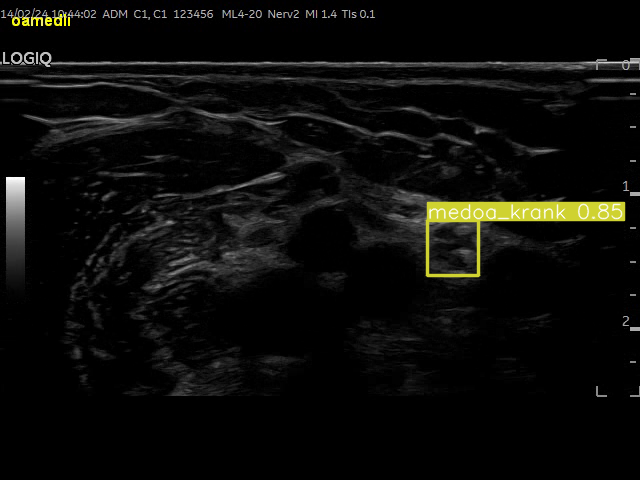 14/02/24 10:44:02 ADM C1, C1 123456 ML4-20 Nerv2 MI 1.4 TIs 0.1
oamedli
LOGIQ
0
1
medoa_krank 0.85
2